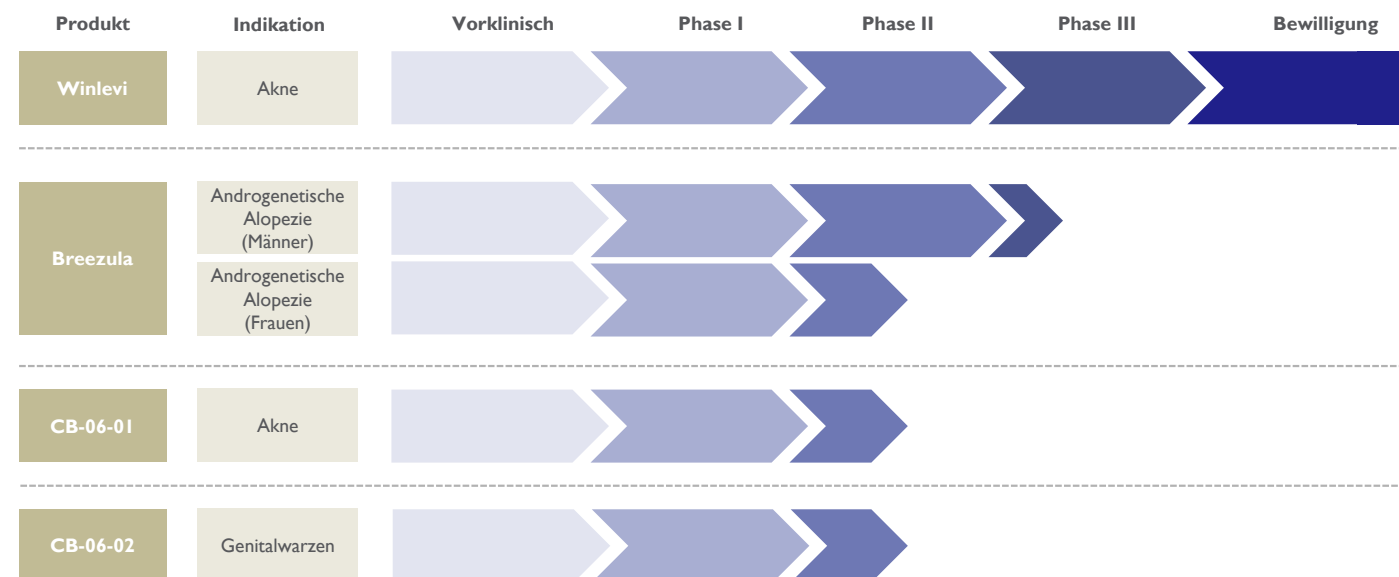 Produkt Indikation Vorklinisch Phase I Phase II Phase III Bewilligung
Winlevi Akne
Breezula
Androgenetische
Alopezie
(Männer)
Androgenetische
Alopezie
(Frauen)
CB-06-01 Akne
CB-06-02 Genitalwarzen